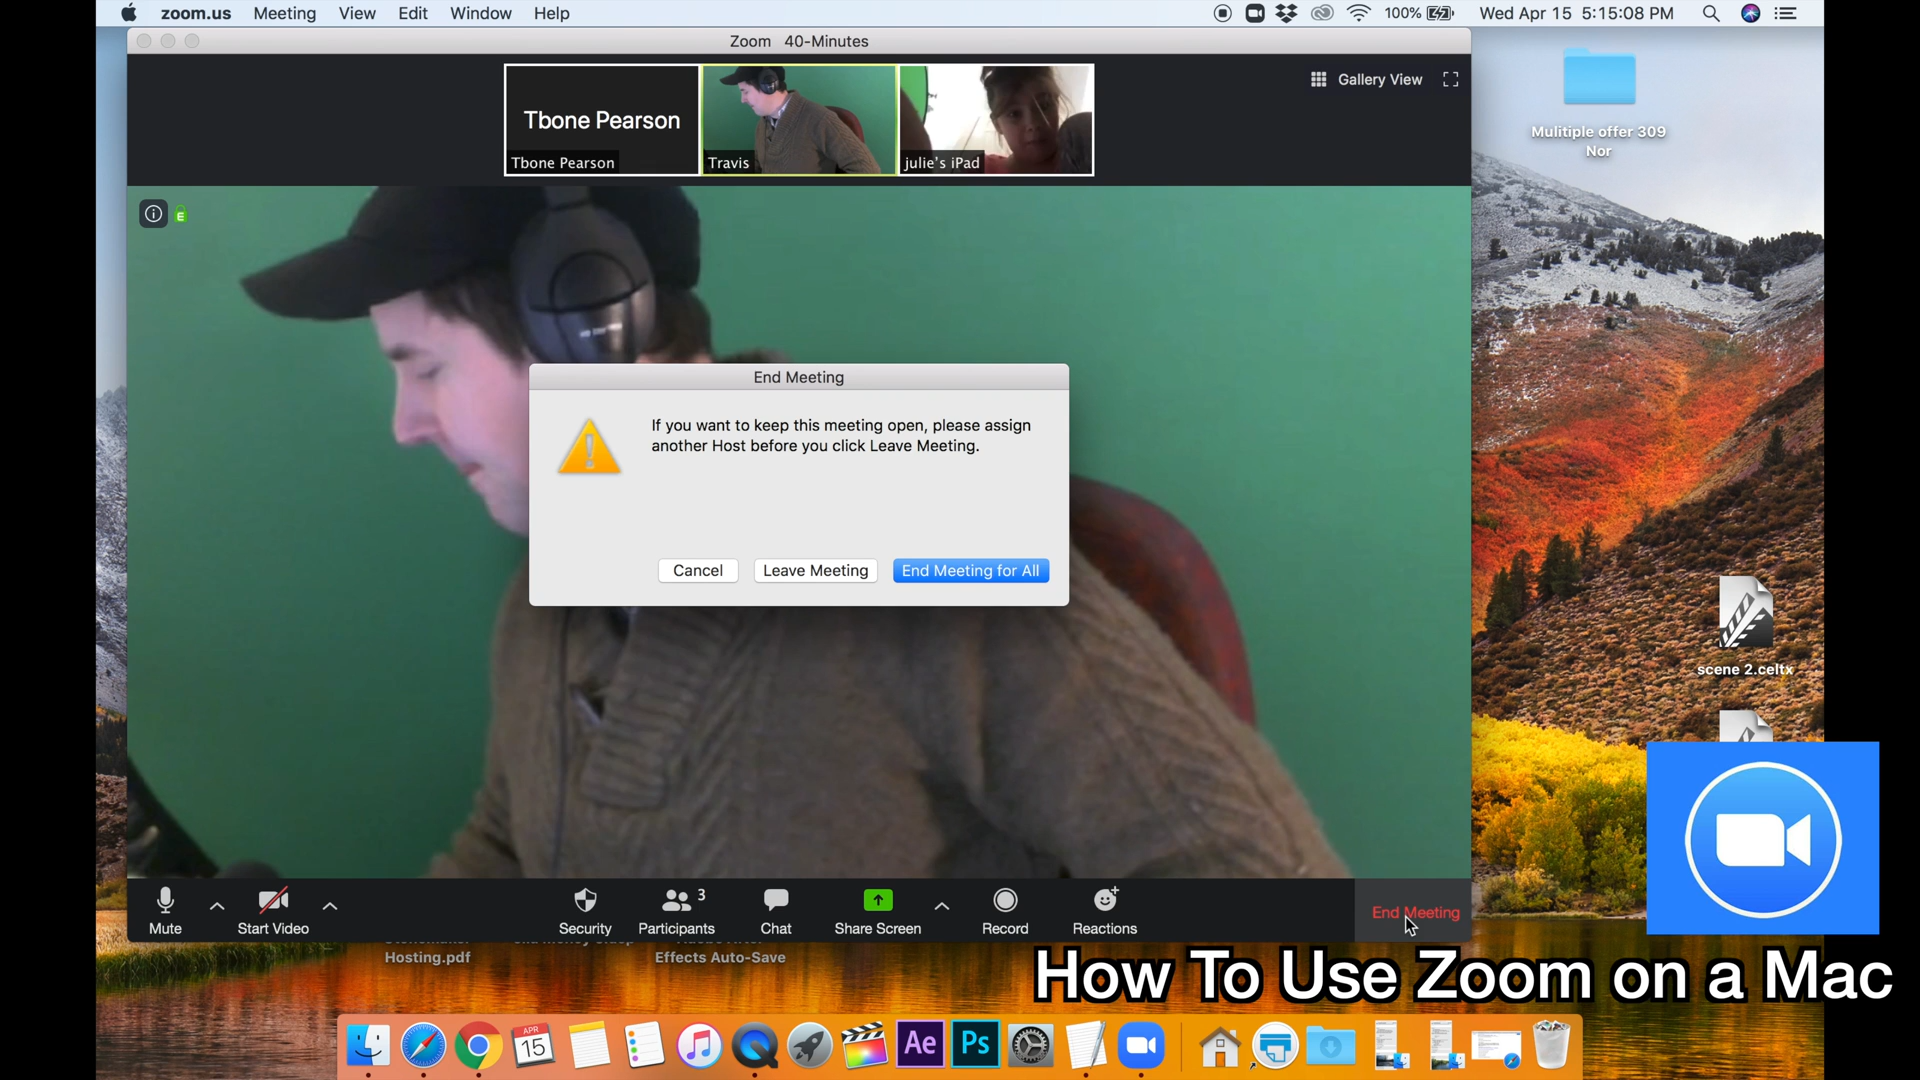 zoom.us Meeting View Edit Window Help
100% Wed Apr 15 5:15:08 PM
Zoom 40-Minutes
Gallery View
Tbone Pearson
Tbone Pearson
Travis
julie's iPad
Mulitiple offer 309
Nor
End Meeting
If you want to keep this meeting open, please assign
another Host before you click Leave Meeting.
Cancel Leave Meeting End Meeting for All
scene 2.celtx
3
Mute Start Video Security Participants Chat Share Screen Record Reactions End Meeting
Hosting.pdf
Effects Auto-Save
How To Use Zoom on a Mac
APR
15
Ae
Ps